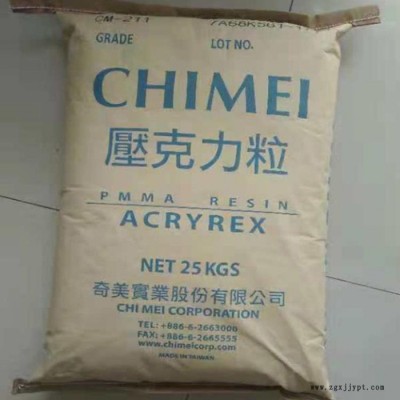 CM-211
GRADE LOT NO.
CHIMEI
壓克力粒
PMMA RESIN
ACRYREX
NET 25 KGS
奇美實業股份有限公司
CHI MEI CORPORATION
TEL: +886-6-2663000
FAX: +886-6-2665555
www.chimeicorp.com
MADE IN TAIWAN
www.zgxjjypt.com